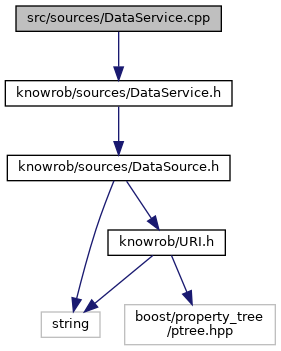 src/sources/DataService.cpp
knowrob/sources/DataService.h
knowrob/sources/DataSource.h
knowrob/URI.h
string
boost/property_tree
/ptree.hpp